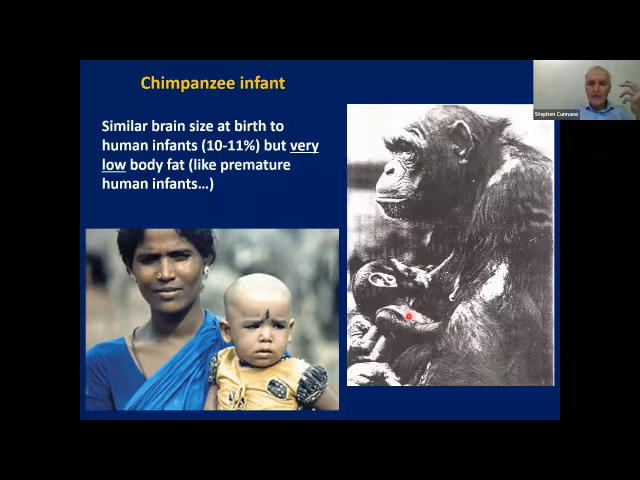 Chimpanzee infant
Similar brain size at birth to
human infants (10-11%) but very
low body fat (like premature
human infants...)
Stephen Cunnane